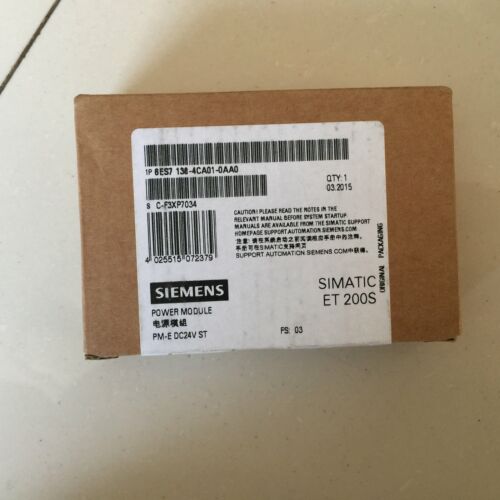 1P 6ES7 138-4CA01-0AA0
QTY: 1
03.2015
S C-F3XP7034
CAUTION! PLEASE READ THE NOTES IN THE
RELEVANT MANUAL BEFORE SYSTEM STARTUP
MANUALS ARE AVAILABLE FROM THE SIMATIC SUPPORT
HOMEPAGE SUPPORT.AUTOMATION.SIEMENS.COM
注意: 请在系统启动之前阅读相应手册中的注意.
手册可在SIMATIC支持网页
SUPPORT AUTOMATION SIEMENS.COM中获得.
4 025515 072379
SIEMENS
SIMATIC
ET 200S
POWER MODULE
电源模组
PM-E DC24V ST
FS: 03
ORIGINAL PACKAGING